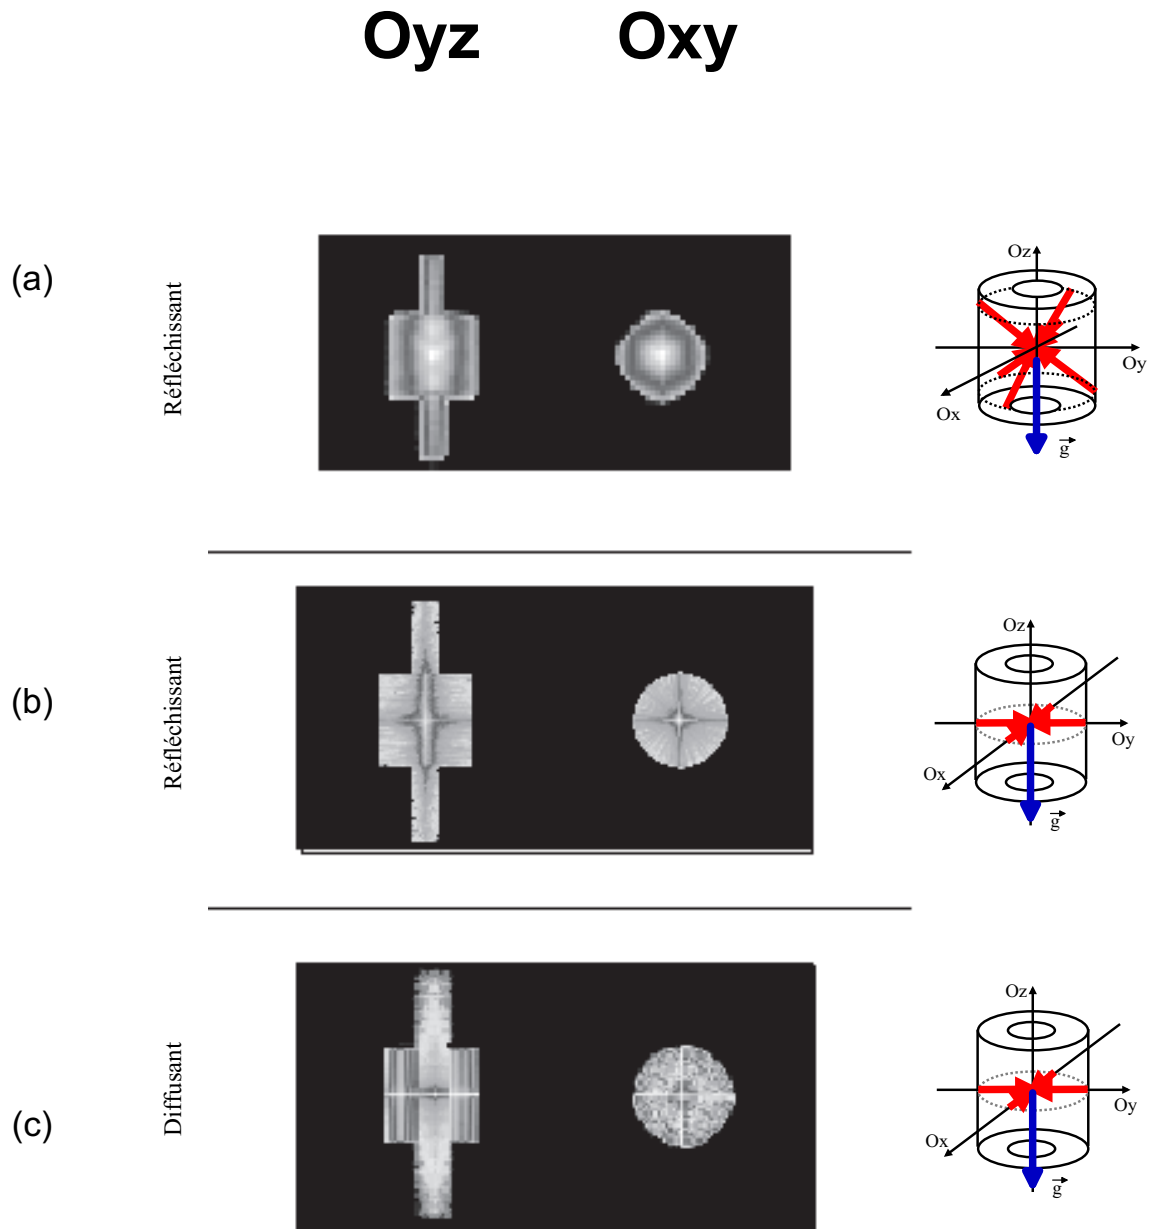 Oyz Oxy
(a)
Réfléchissant
Oz
Oy
Ox
g
(b)
Réfléchissant
Oz
Oy
Ox
g
(c)
Diffusant
Oz
Oy
Ox
g